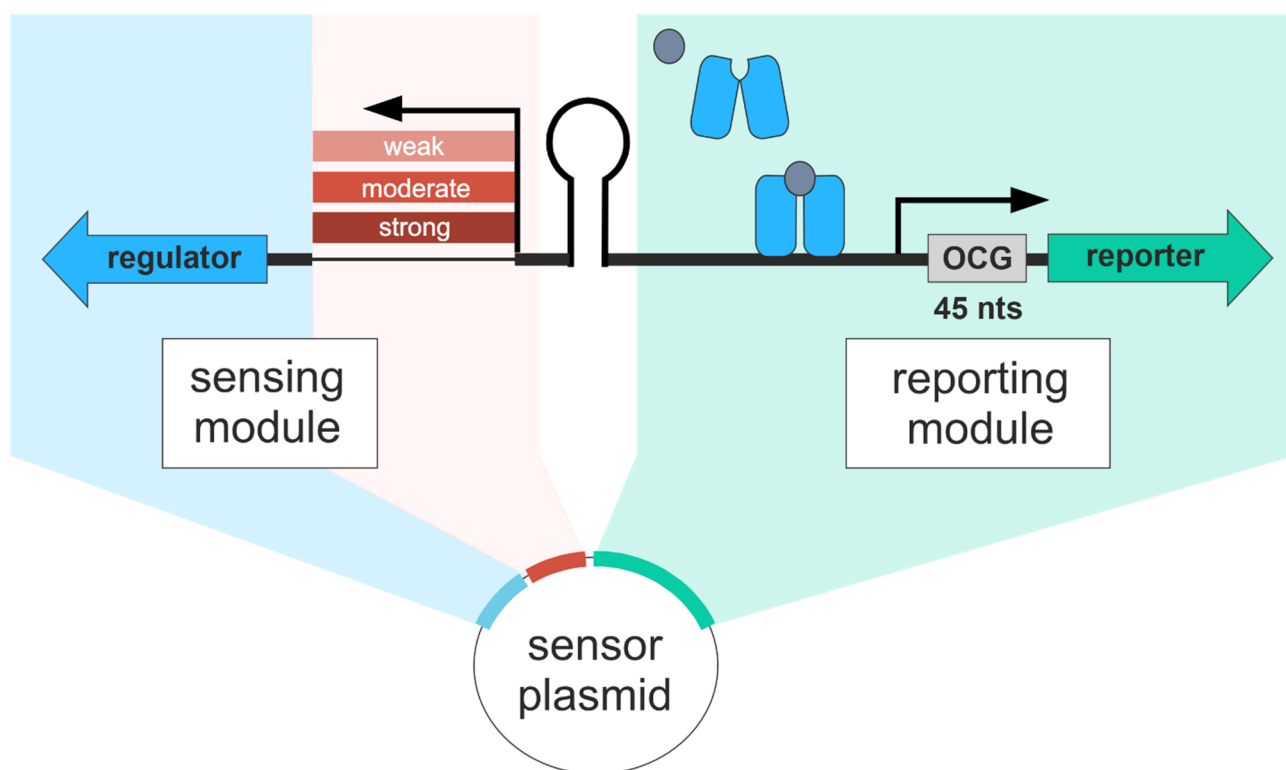 weak
moderate
strong
regulator
OCG
reporter
45 nts
sensing
module
reporting
module
sensor
plasmid